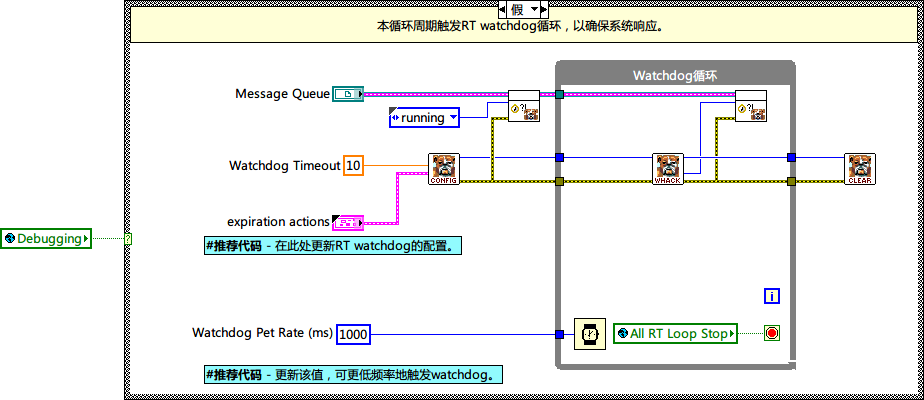 假
本循环周期触发RT watchdog循环，以确保系统响应。
Watchdog循环
Message Queue
running
Watchdog Timeout 10
CONFIG
WHACK
CLEAR
expiration actions
Debugging
#推荐代码 - 在此处更新RT watchdog的配置。
i
Watchdog Pet Rate (ms) 1000
All RT Loop Stop
#推荐代码 - 更新该值，可更低频率地触发watchdog。